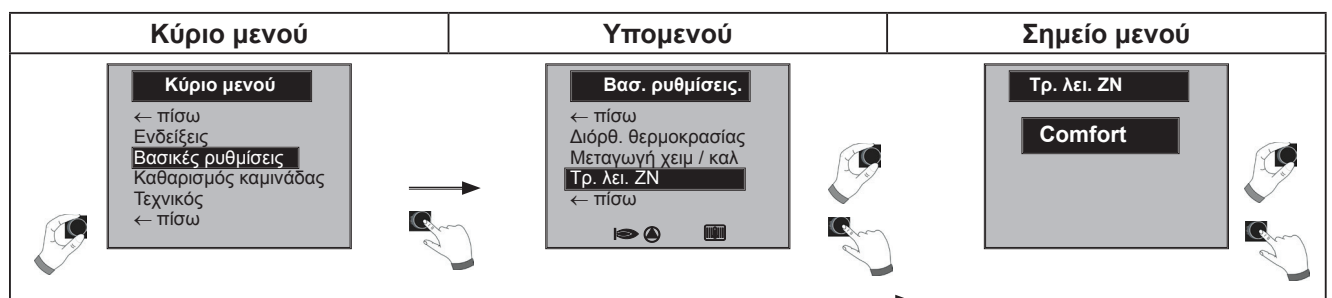 Κύριο μενού
Υπομενού
Σημείο μενού
Κύριο μενού
← πίσω
Ενδείξεις
Βασικές ρυθμίσεις
Καθαρισμός καμινάδας
Τεχνικός
← πίσω
Βασ. ρυθμίσεις.
← πίσω
Διόρθ. θερμοκρασίας
Μεταγωγή χειμ / καλ
Τρ. λει. ΖΝ
← πίσω
Τρ. λει. ΖΝ
Comfort